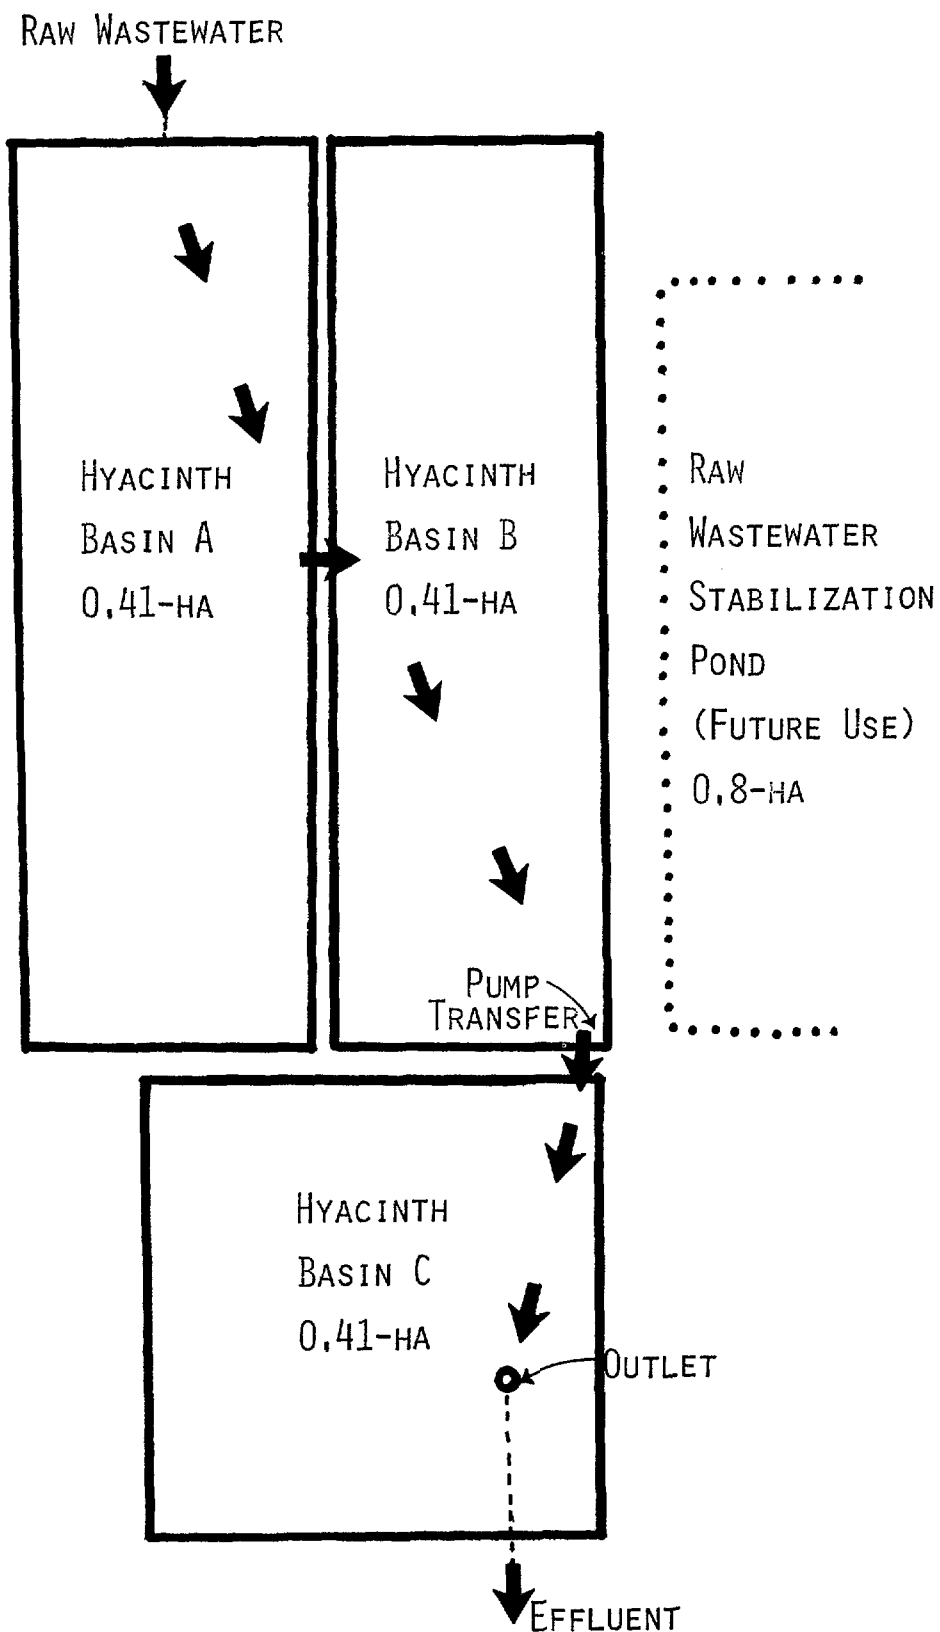 RAW WASTEWATER
HYACINTH
BASIN A
0.41-HA
HYACINTH
BASIN B
0.41-HA
RAW
WASTEWATER
STABILIZATION
POND
(FUTURE USE)
0.8-HA
PUMP
TRANSFER
HYACINTH
BASIN C
0.41-HA
OUTLET
EFFLUENT